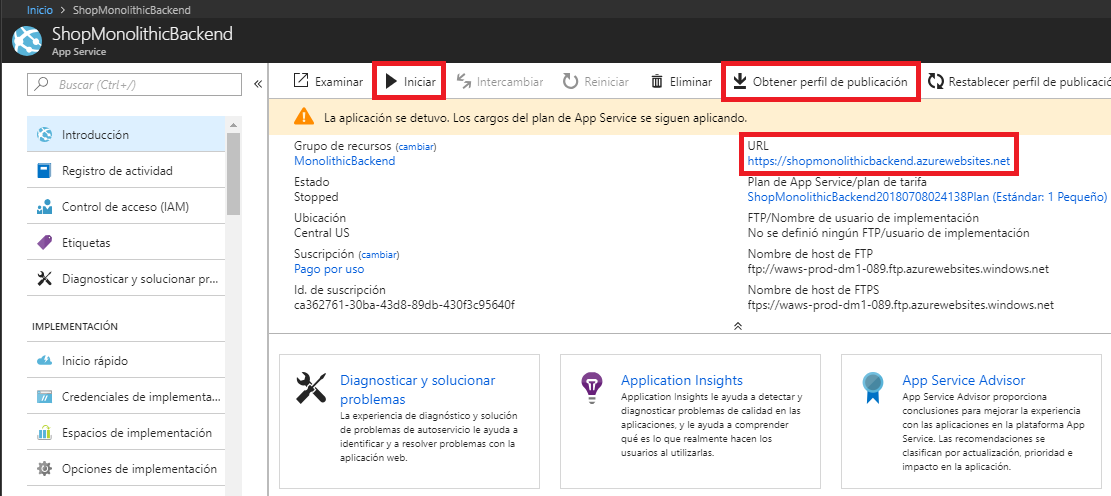 Inicio > ShopMonolithicBackend
ShopMonolithicBackend
App Service
Buscar (Ctrl+/)
Introducción
Registro de actividad
Control de acceso (IAM)
Etiquetas
Diagnosticar y solucionar pr...
IMPLEMENTACIÓN
Inicio rápido
Credenciales de implementa...
Espacios de implementación
Opciones de implementación
Examinar Iniciar Intercambiar Reiniciar Eliminar Obtener perfil de publicación Restablecer perfil de publicació
La aplicación se detuvo. Los cargos del plan de App Service se siguen aplicando.
Grupo de recursos (cambiar)
MonolithicBackend
Estado
Stopped
Ubicación
Central US
Suscripción (cambiar)
Pago por uso
Id. de suscripción
ca362761-30ba-43d8-89db-430f3c95640f
URL
https://shopmonolithicbackend.azurewebsites.net
Plan de App Service/plan de tarifa
ShopMonolithicBackend20180708024138Plan (Estándar: 1 Pequeño)
FTP/Nombre de usuario de implementación
No se definió ningún FTP/usuario de implementación
Nombre de host de FTP
ftp://waws-prod-dm1-089.ftp.azurewebsites.windows.net
Nombre de host de FTPS
ftps://waws-prod-dm1-089.ftp.azurewebsites.windows.net
Diagnosticar y solucionar
problemas
La experiencia de diagnóstico y solución
de problemas de autoservicio le ayuda a
identificar y a resolver problemas con la
aplicación web.
Application Insights
Application Insights le ayuda a detectar y
diagnosticar problemas de calidad en las
aplicaciones, y le ayuda a comprender
qué es lo que realmente hacen los
usuarios al utilizarlas.
App Service Advisor
App Service Advisor proporciona
conclusiones para mejorar la experiencia
con las aplicaciones en la plataforma App
Service. Las recomendaciones se
clasifican por actualización, prioridad e
impacto en la aplicación.